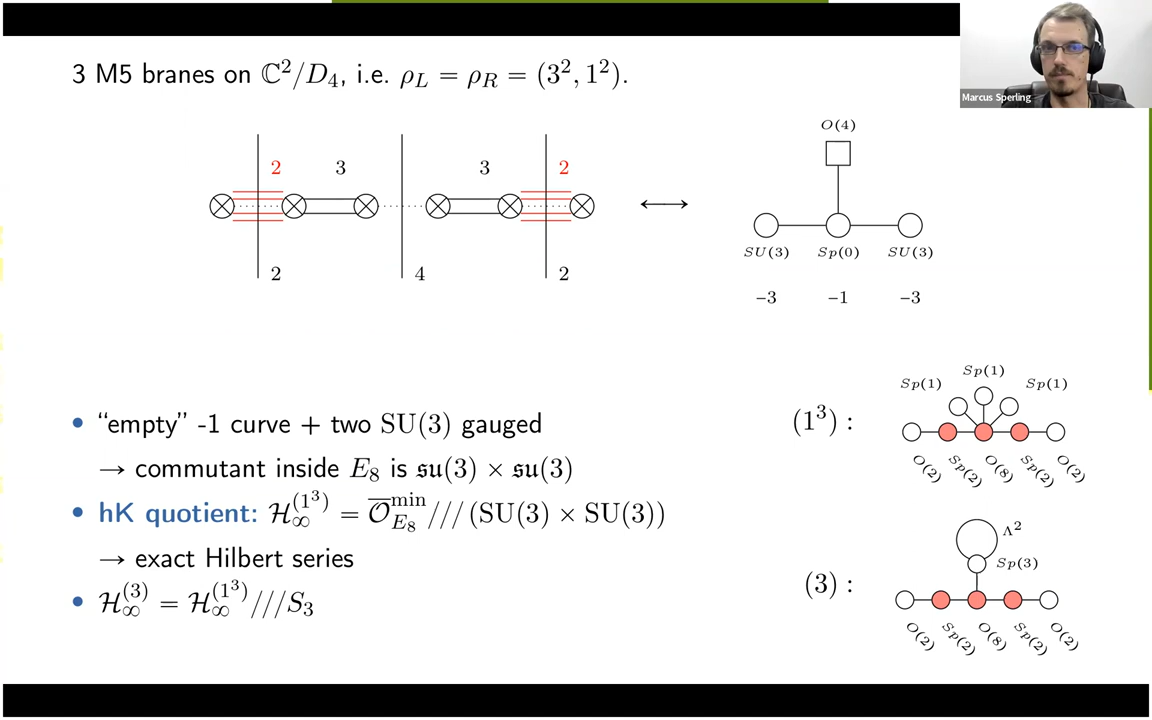 3 M5 branes on ℂ²/D₄, i.e. ρ_L = ρ_R = (3², 1²).
Marcus Sperling
2 3 3 2
2 4 2
O(4)
SU(3) Sp(0) SU(3)
−3 −1 −3
• "empty" -1 curve + two SU(3) gauged
→ commutant inside E₈ is 𝔰𝔲(3) × 𝔰𝔲(3)
• hK quotient: ℋ_∞^{(1³)} = \overline{𝒪}_{E₈}^{min} /// (SU(3) × SU(3))
→ exact Hilbert series
• ℋ_∞^{(3)} = ℋ_∞^{(1³)}///S₃
(1³) :
Sp(1) Sp(1) Sp(1)
O(2) Sp(2) O(8) Sp(2) O(2)
(3) :
Λ²
Sp(3)
O(2) Sp(2) O(8) Sp(2) O(2)